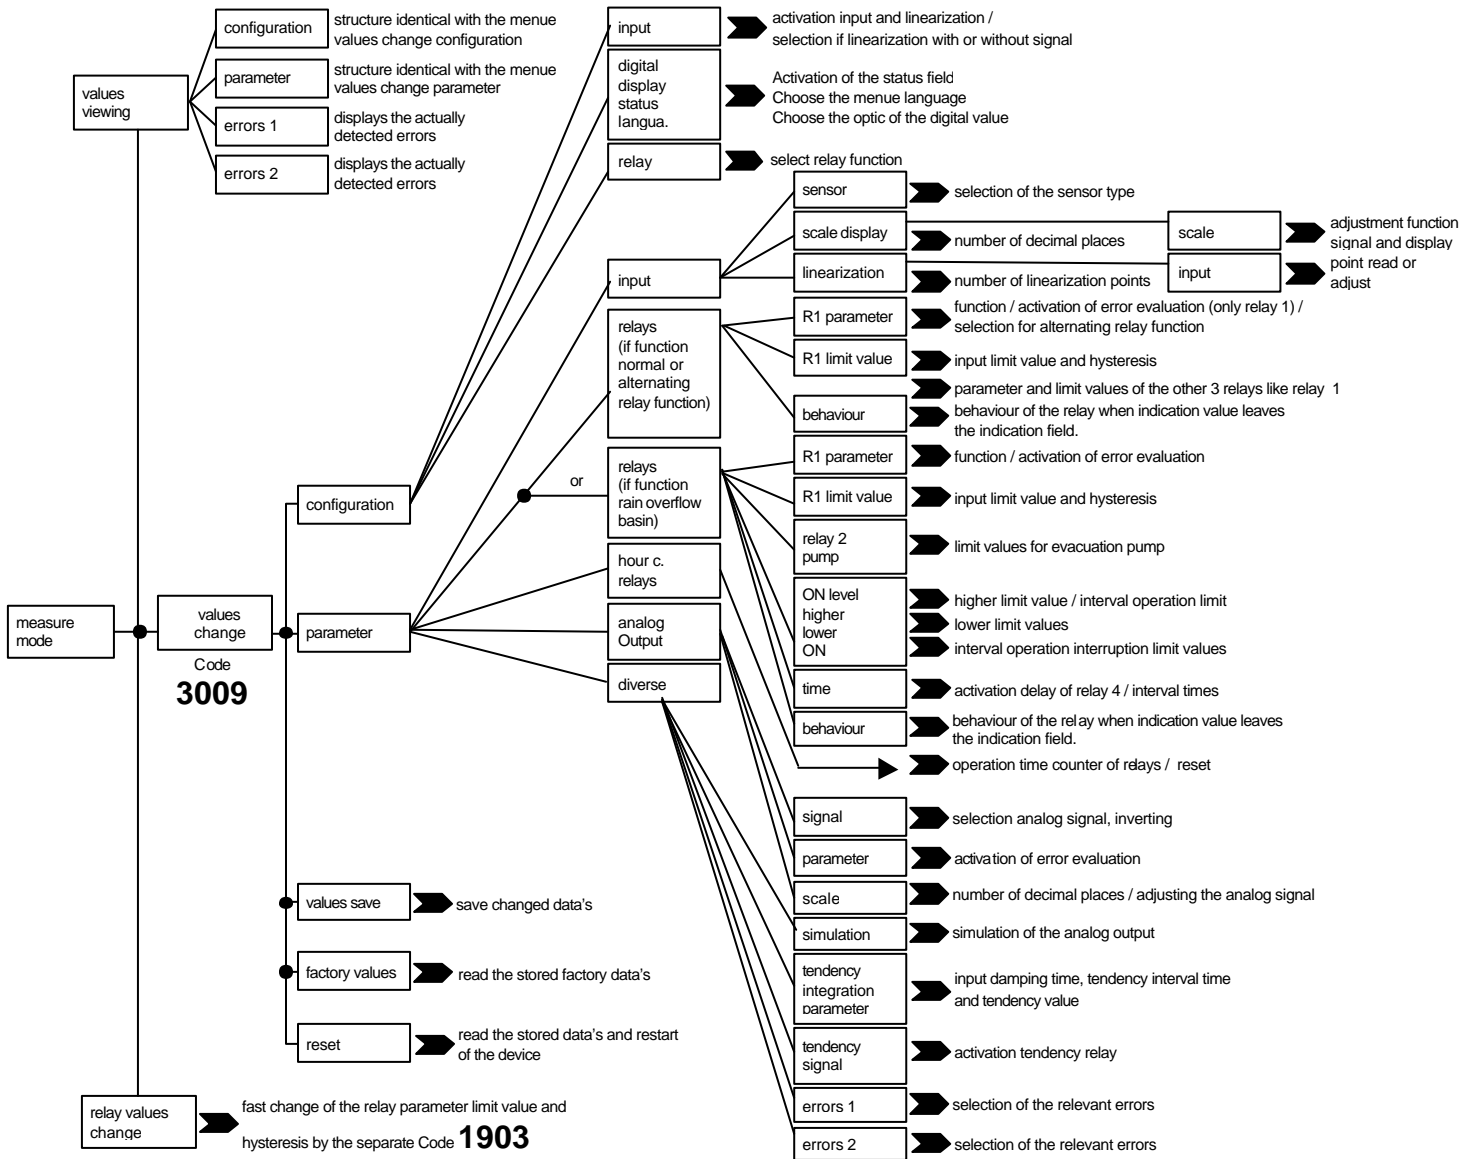 configuration
structure identical with the menue
values change configuration
parameter
structure identical with the menue
values change parameter
values
viewing
errors 1
displays the actually
detected errors
errors 2
displays the actually
detected errors
input
activation input and linearization /
selection if linearization with or without signal
digital
display
status
langua.
Activation of the status field
Choose the menue language
Choose the optic of the digital value
relay
select relay function
sensor
selection of the sensor type
scale display
number of decimal places
scale
adjustment function
signal and display
input
linearization
number of linearization points
input
point read or
adjust
relays
(if function
normal or
alternating
relay function)
R1 parameter
function / activation of error evaluation (only relay 1) /
selection for alternating relay function
R1 limit value
input limit value and hysteresis
parameter and limit values of the other 3 relays like relay 1
behaviour
behaviour of the relay when indication value leaves
the indication field.
or
relays
(if function
rain overflow
basin)
R1 parameter
function / activation of error evaluation
R1 limit value
input limit value and hysteresis
relay 2
pump
limit values for evacuation pump
ON level
higher
lower
ON
higher limit value / interval operation limit
lower limit values
interval operation interruption limit values
time
activation delay of relay 4 / interval times
behaviour
behaviour of the relay when indication value leaves
the indication field.
configuration
hour c.
relays
operation time counter of relays / reset
measure
mode
values
change
Code
3009
parameter
analog
Output
diverse
signal
selection analog signal, inverting
parameter
activation of error evaluation
scale
number of decimal places / adjusting the analog signal
simulation
simulation of the analog output
tendency
integration
parameter
input damping time, tendency interval time
and tendency value
tendency
signal
activation tendency relay
errors 1
selection of the relevant errors
errors 2
selection of the relevant errors
values save
save changed data's
factory values
read the stored factory data's
reset
read the stored data's and restart
of the device
relay values
change
fast change of the relay parameter limit value and
hysteresis by the separate Code 1903